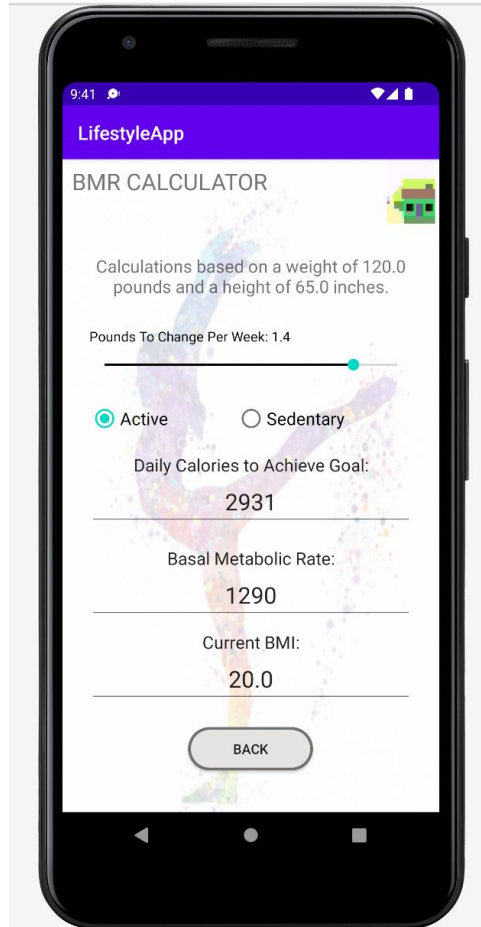 9:41
LifestyleApp
BMR CALCULATOR
Calculations based on a weight of 120.0
pounds and a height of 65.0 inches.
Pounds To Change Per Week: 1.4
Active Sedentary
Daily Calories to Achieve Goal:
2931
Basal Metabolic Rate:
1290
Current BMI:
20.0
BACK